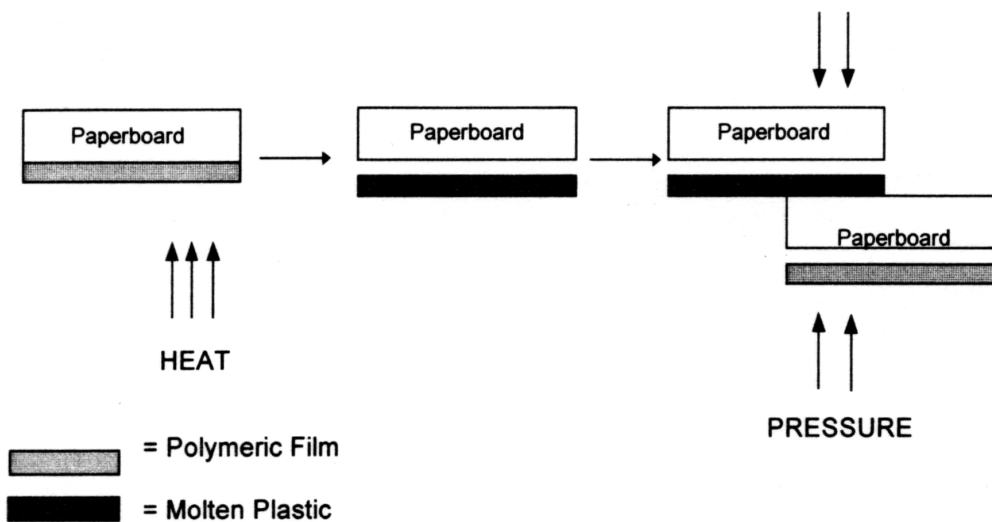 Paperboard
Paperboard
Paperboard
Paperboard
HEAT
PRESSURE
= Polymeric Film
= Molten Plastic